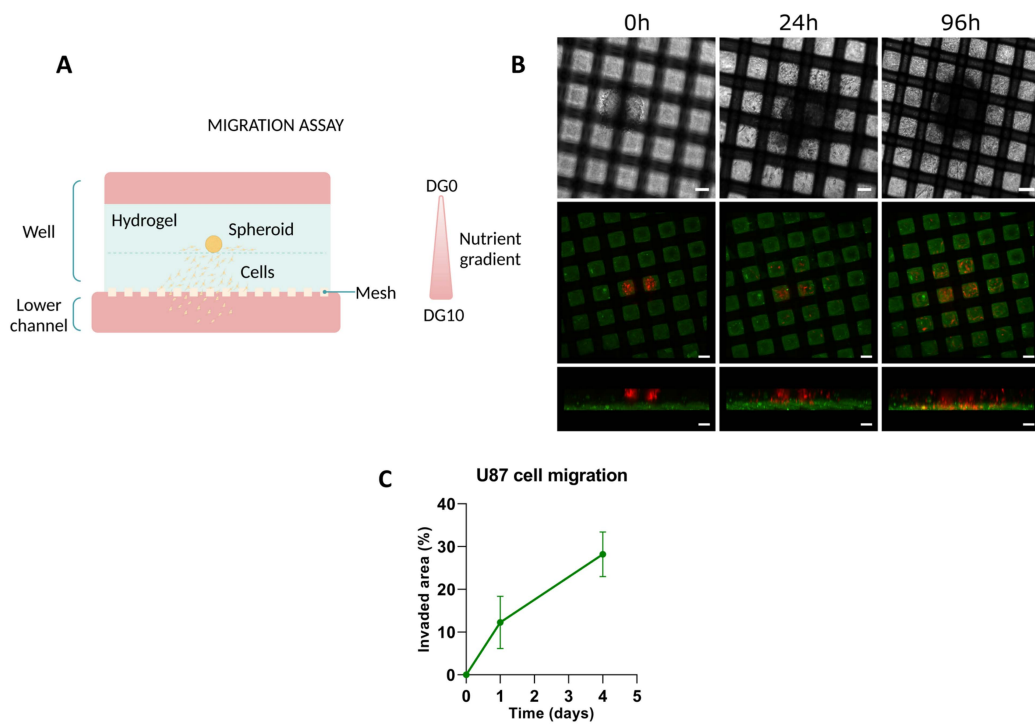 A
MIGRATION ASSAY
Well
Hydrogel
Spheroid
Cells
Lower
channel
Mesh
DG0
Nutrient
gradient
DG10
B
0h
24h
96h
C
U87 cell migration
Invaded area (%)
40
30
20
10
0
0 1 2 3 4 5
Time (days)